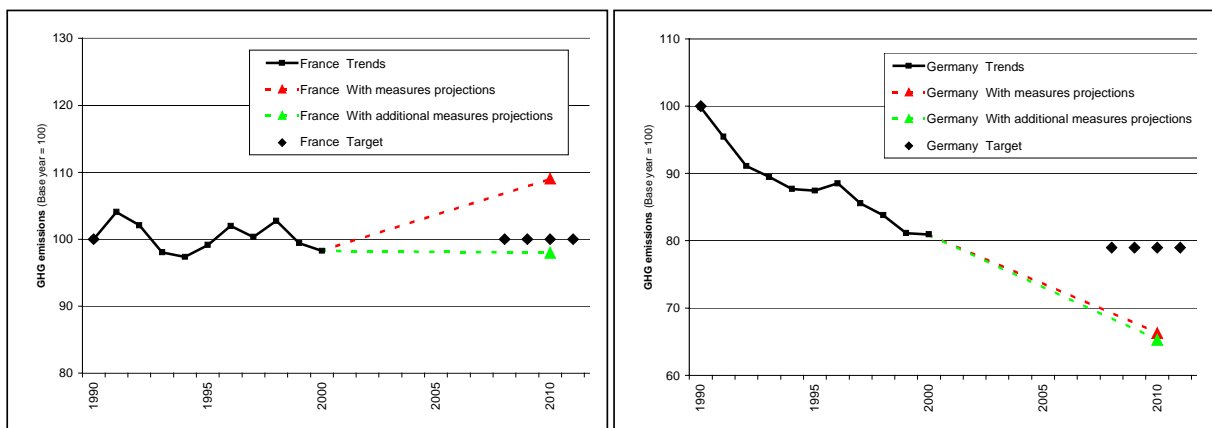 130
120
110
100
90
80
GHG emissions (Base year = 100)
France Trends
France With measures projections
France With additional measures projections
France Target
1990
1995
2000
2005
2010
110
100
90
80
70
60
GHG emissions (Base year = 100)
Germany Trends
Germany With measures projections
Germany With additional measures projections
Germany Target
1990
1995
2000
2005
2010